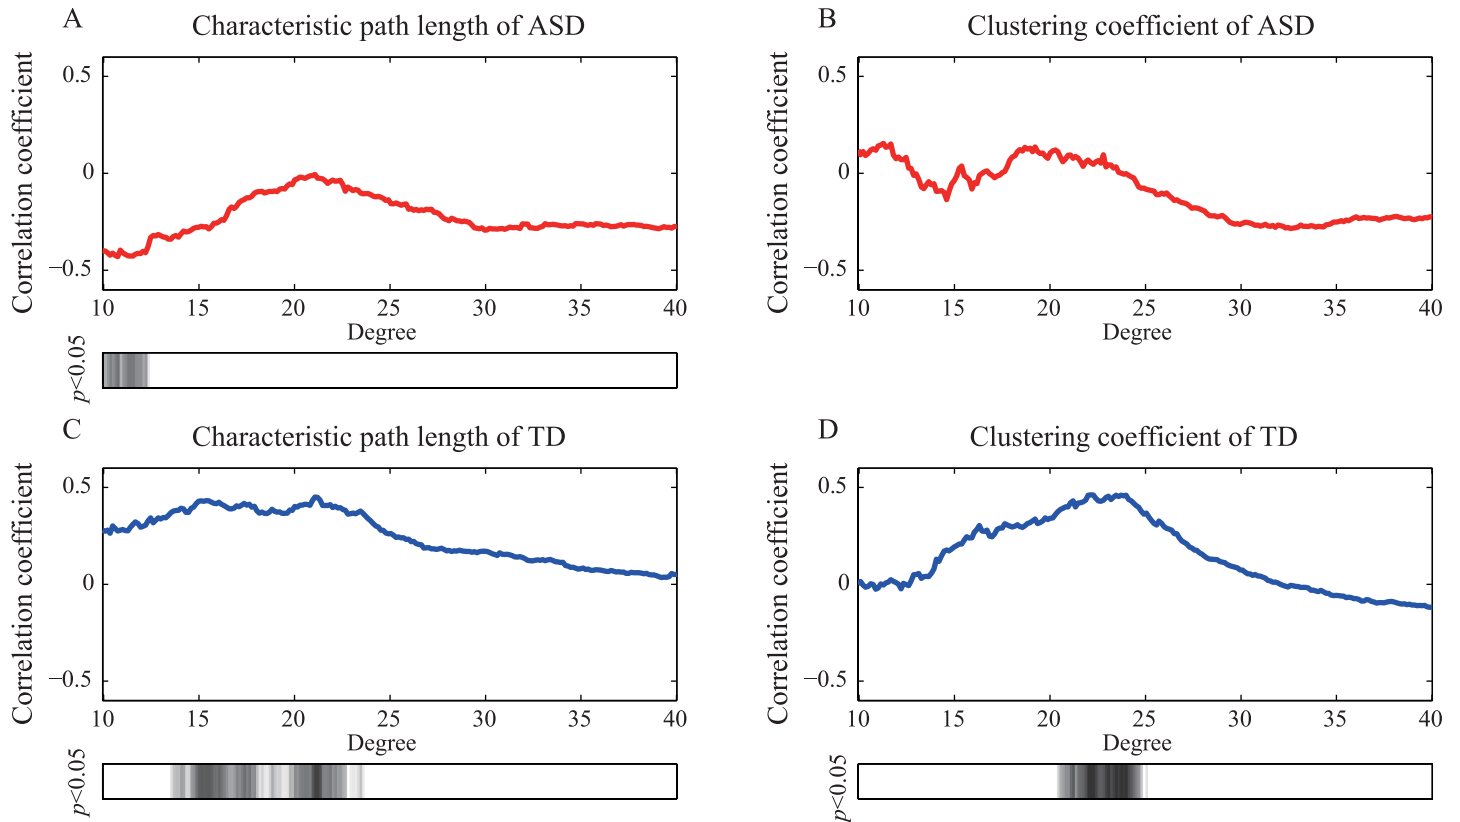 A
Characteristic path length of ASD
Correlation coefficient
0.5
0
−0.5
10 15 20 25 30 35 40
Degree
p<0.05
B
Clustering coefficient of ASD
Correlation coefficient
0.5
0
−0.5
10 15 20 25 30 35 40
Degree
C
Characteristic path length of TD
Correlation coefficient
0.5
0
−0.5
10 15 20 25 30 35 40
Degree
p<0.05
D
Clustering coefficient of TD
Correlation coefficient
0.5
0
−0.5
10 15 20 25 30 35 40
Degree
p<0.05